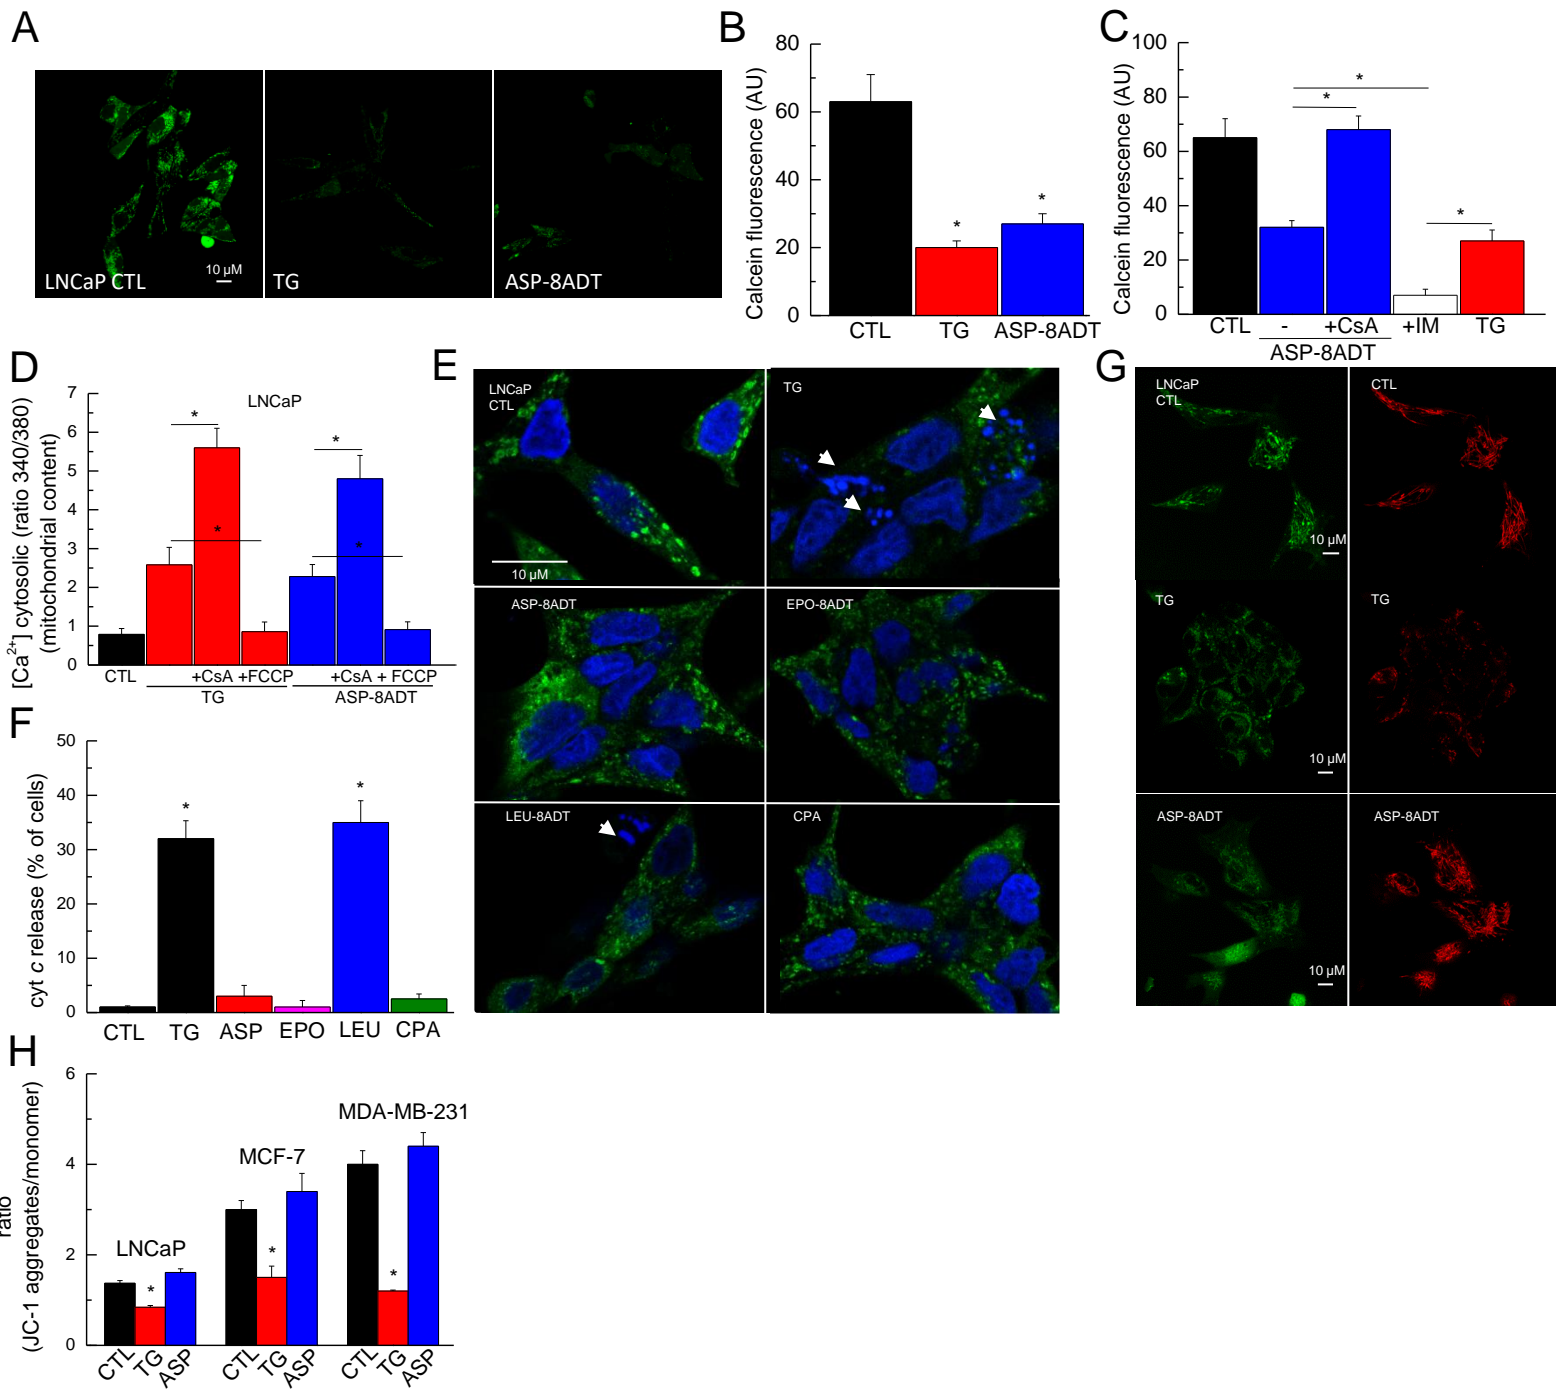 A
LNCaP CTL
10 µM
TG
ASP-8ADT
B
Calcein fluorescence (AU)
80
60
40
20
0
*
*
CTL
TG
ASP-8ADT
C
Calcein fluorescence (AU)
100
80
60
40
20
0
*
*
*
CTL
-
+CsA
+IM
TG
ASP-8ADT
D
[Ca2+] cytosolic (ratio 340/380)
(mitochondrial content)
7
6
5
4
3
2
1
0
LNCaP
*
*
*
*
CTL
+CsA +FCCP
+CsA + FCCP
TG
ASP-8ADT
E
LNCaP
CTL
10 µM
TG
ASP-8ADT
EPO-8ADT
LEU-8ADT
CPA
F
cyt c release (% of cells)
50
40
30
20
10
0
*
*
CTL
TG
ASP
EPO
LEU
CPA
G
LNCaP
CTL
10 µM
CTL
TG
10 µM
TG
ASP-8ADT
10 µM
ASP-8ADT
H
ratio
(JC-1 aggregates/monomer)
6
4
2
0
LNCaP
MCF-7
MDA-MB-231
*
*
*
CTL
TG
ASP
CTL
TG
ASP
CTL
TG
ASP